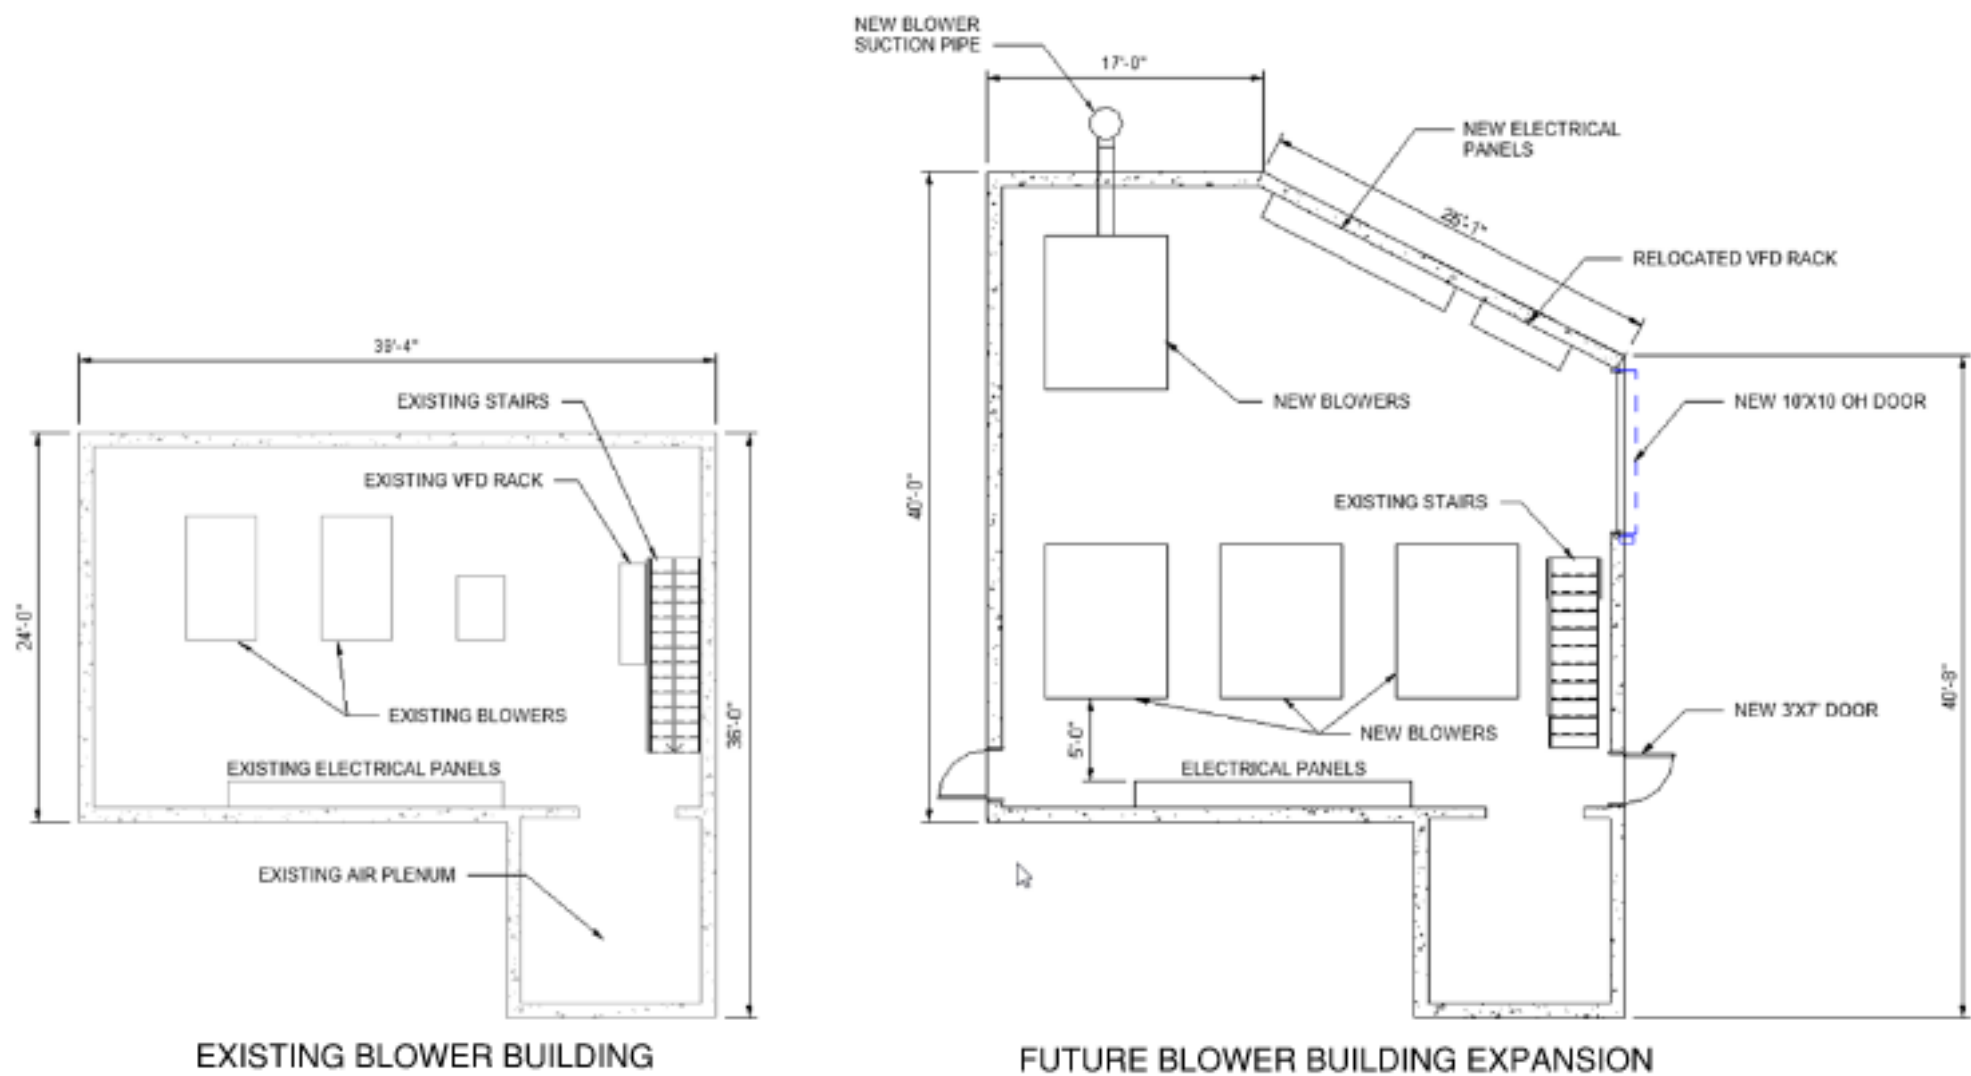 NEW BLOWER
SUCTION PIPE
17'-0"
NEW ELECTRICAL
PANELS
25'-1"
RELOCATED VFD RACK
39'-4"
EXISTING STAIRS
NEW BLOWERS
NEW 10'X10 OH DOOR
EXISTING VFD RACK
40'-0"
EXISTING STAIRS
24'-0"
EXISTING BLOWERS
36'-0"
NEW BLOWERS
5'-0"
NEW 3'X7' DOOR
EXISTING ELECTRICAL PANELS
ELECTRICAL PANELS
EXISTING AIR PLENUM
EXISTING BLOWER BUILDING
FUTURE BLOWER BUILDING EXPANSION